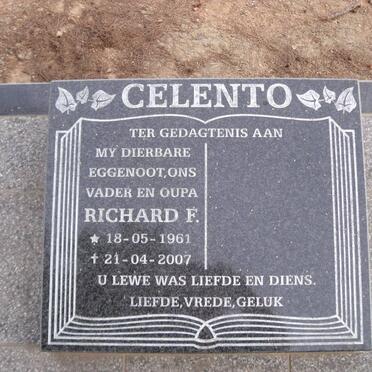 CELENTO
TER GEDAGTENIS AAN
MY DIERBARE
EGGENOOT,ONS
VADER EN OUPA
RICHARD F.
★ 18-05-1961
✝ 21-04-2007
U LEWE WAS LIEFDE EN DIENS.
LIEFDE,VREDE,GELUK